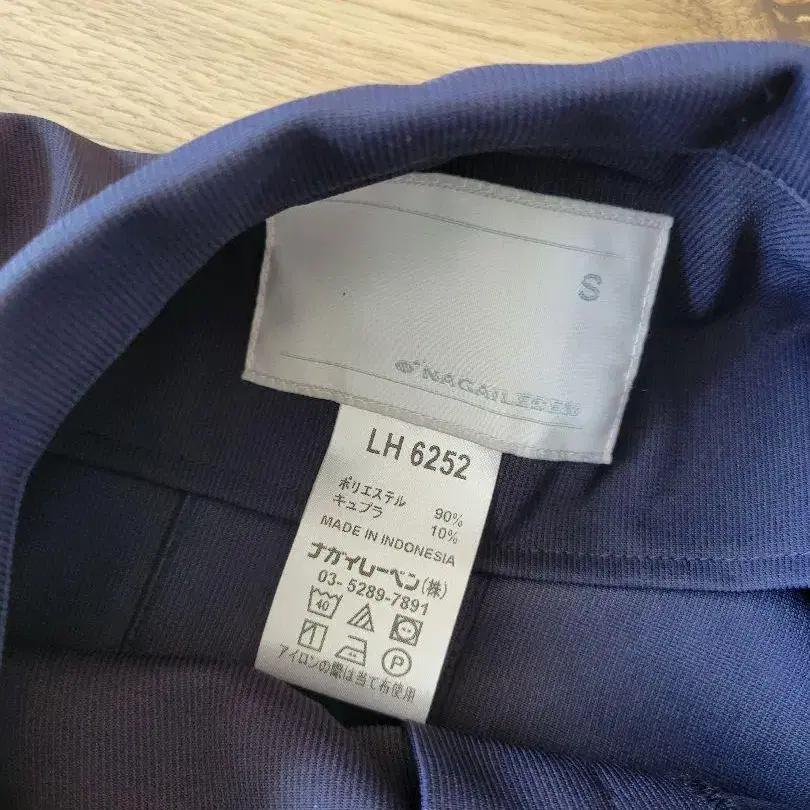 S
NAGAILEBEN
LH 6252
ポリエステル 90%
キュプラ 10%
MADE IN INDONESIA
ナガイレーベン(株)
03-5289-7891
40
P
アイロンの際は当て布使用